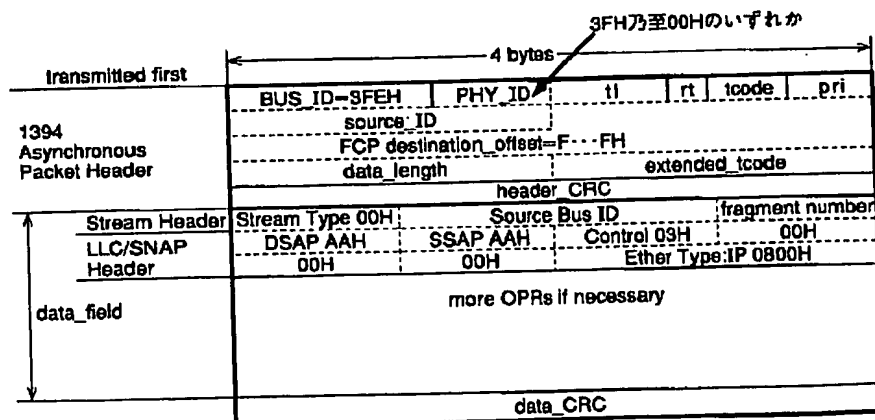 3FH乃至00Hのいずれか
4 bytes
transmitted first
BUS_ID=3FEH PHY_ID tl rt tcode pri
source_ID
1394
Asynchronous
Packet Header
FCP destination_offset=F···FH
data_length extended_tcode
header_CRC
Stream Header Stream Type 00H Source Bus ID fragment number
LLC/SNAP
Header
DSAP AAH SSAP AAH Control 03H 00H
00H 00H Ether Type:IP 0800H
more OPRs if necessary
data_field
data_CRC